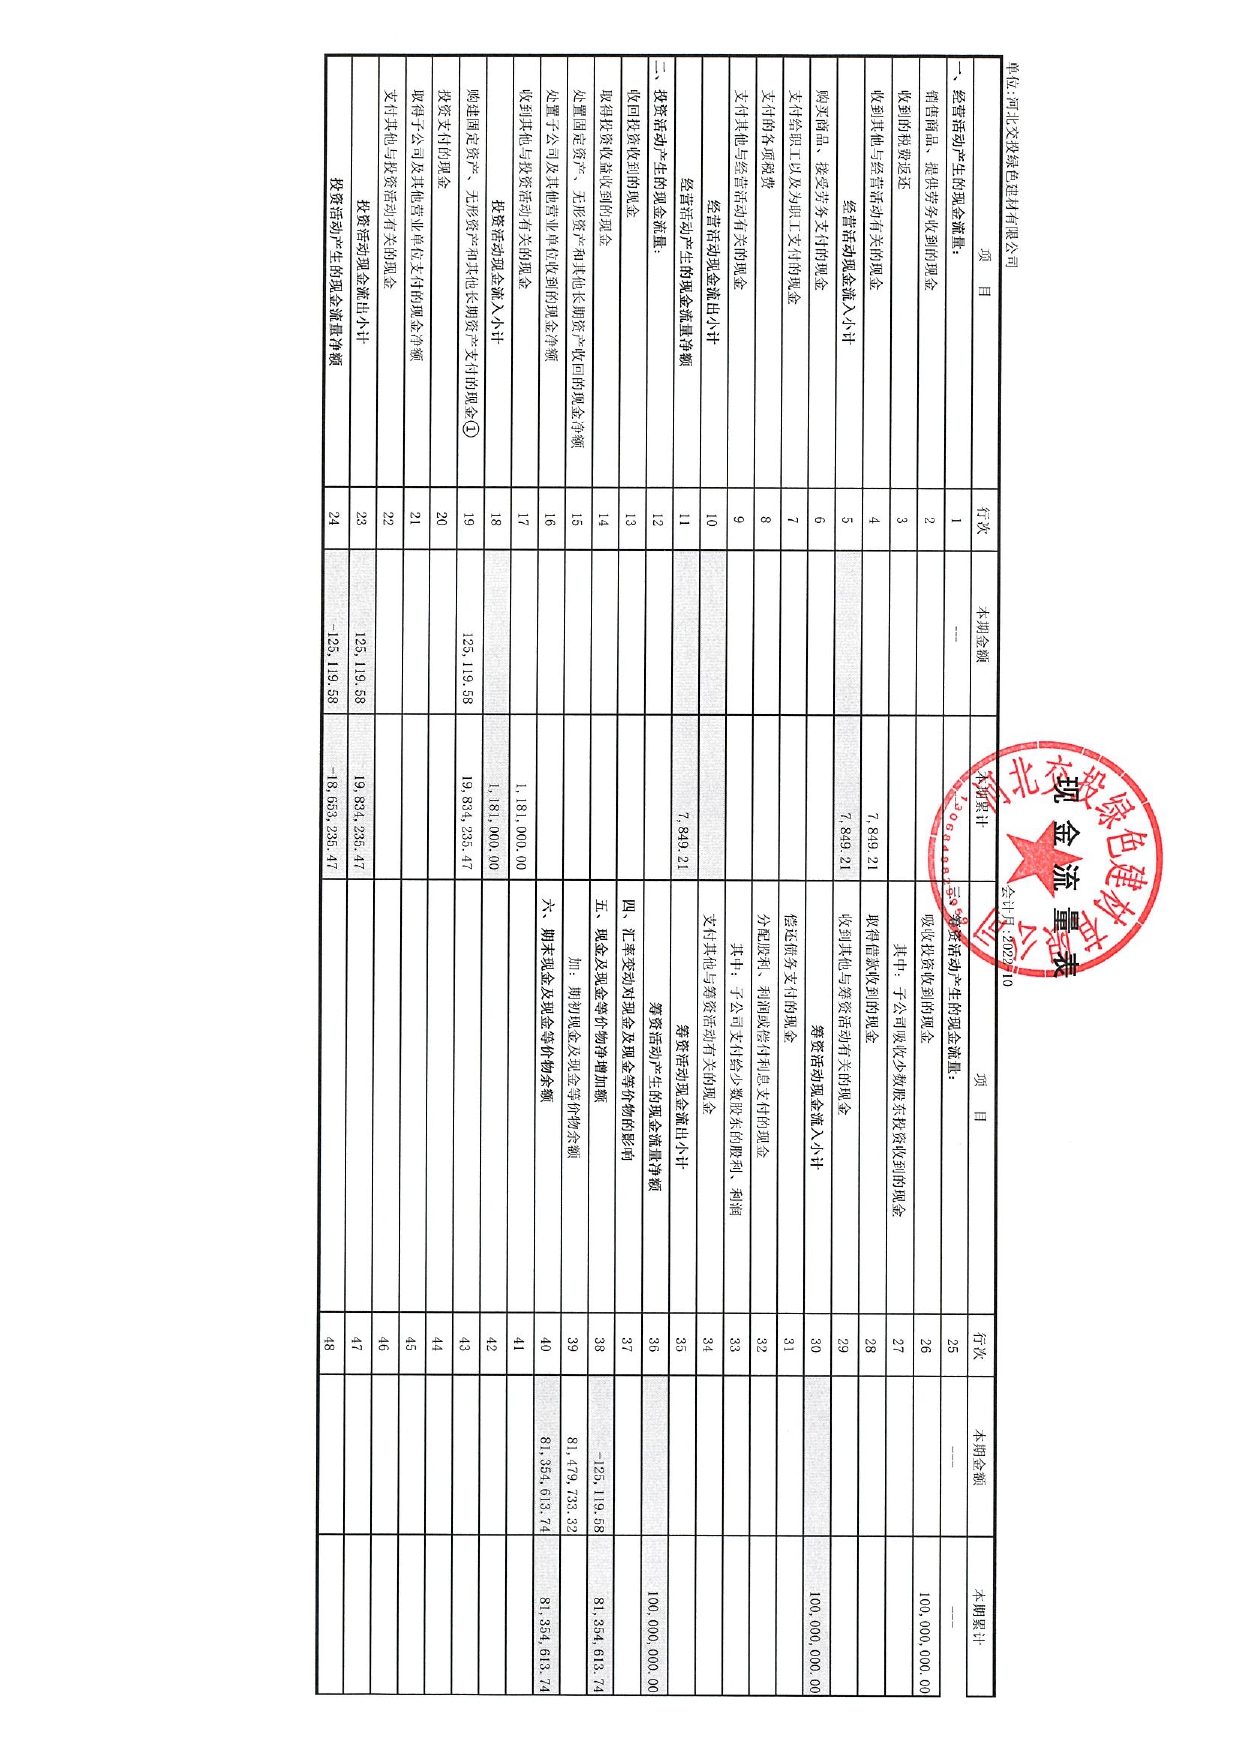 现金流量表
单位:河北交投绿色建材有限公司 会计月:2022-10
项 目 行次 本期金额 本期累计 项 目 行次 本期金额 本期累计
一、经营活动产生的现金流量: 1 --- 三、筹资活动产生的现金流量: 25 --- ---
销售商品、提供劳务收到的现金 2 吸收投资收到的现金 26 100,000,000.00
收到的税费返还 3 其中:子公司吸收少数股东投资收到的现金 27
收到其他与经营活动有关的现金 4 7,849.21 取得借款收到的现金 28
经营活动现金流入小计 5 7,849.21 收到其他与筹资活动有关的现金 29
购买商品、接受劳务支付的现金 6 筹资活动现金流入小计 30 100,000,000.00
支付给职工以及为职工支付的现金 7 偿还债务支付的现金 31
支付的各项税费 8 分配股利、利润或偿付利息支付的现金 32
支付其他与经营活动有关的现金 9 其中:子公司支付给少数股东的股利、利润 33
经营活动现金流出小计 10 支付其他与筹资活动有关的现金 34
经营活动产生的现金流量净额 11 7,849.21 筹资活动现金流出小计 35
二、投资活动产生的现金流量: 12 筹资活动产生的现金流量净额 36 100,000,000.00
收回投资收到的现金 13 四、汇率变动对现金及现金等价物的影响 37
取得投资收益收到的现金 14 五、现金及现金等价物净增加额 38 -125,119.58 81,354,613.74
处置固定资产、无形资产和其他长期资产收回的现金净额 15 加:期初现金及现金等价物余额 39 81,479,733.32
处置子公司及其他营业单位收到的现金净额 16 六、期末现金及现金等价物余额 40 81,354,613.74 81,354,613.74
收到其他与投资活动有关的现金 17 1,181,000.00 41
投资活动现金流入小计 18 1,181,000.00 42
购建固定资产、无形资产和其他长期资产支付的现金① 19 125,119.58 19,834,235.47 43
投资支付的现金 20 44
取得子公司及其他营业单位支付的现金净额 21 45
支付其他与投资活动有关的现金 22 46
投资活动现金流出小计 23 125,119.58 19,834,235.47 47
投资活动产生的现金流量净额 24 -125,119.58 -18,653,235.47 48
河北交投绿色建材有限公司